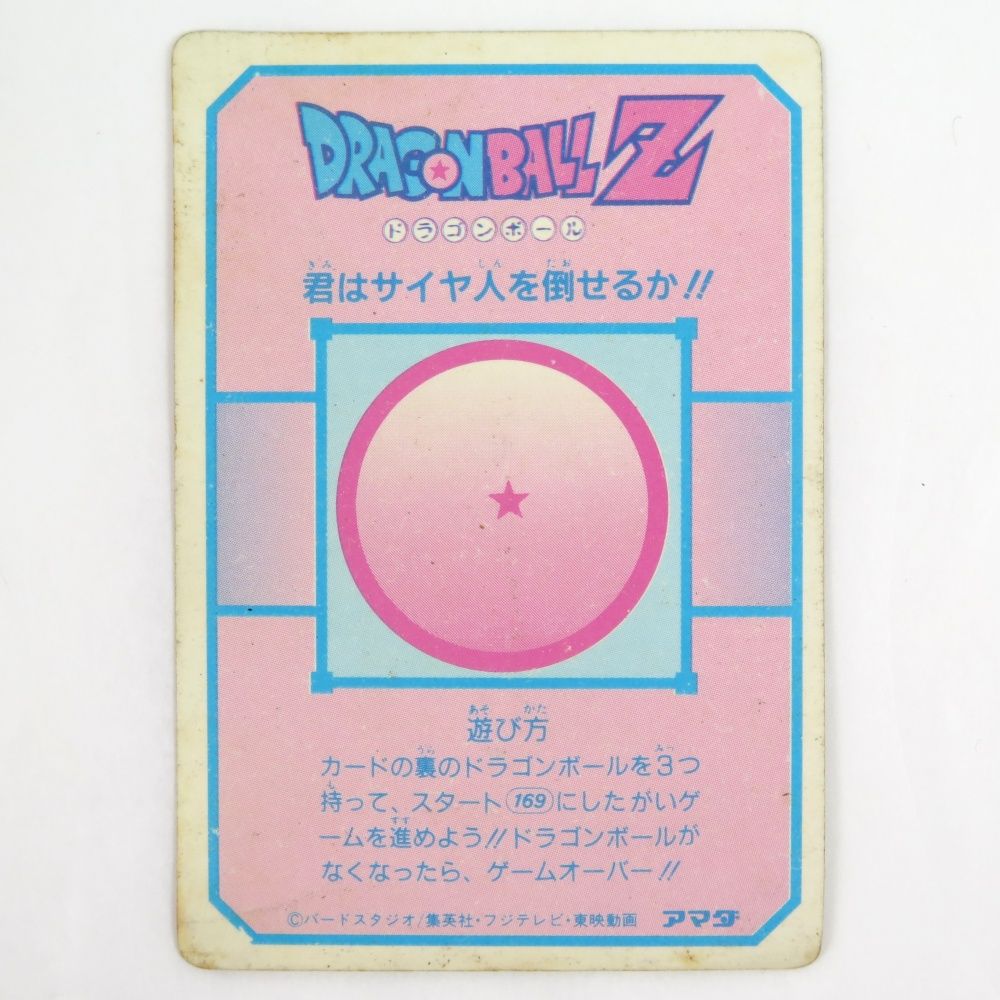 DRAGONBALL Z
ドラゴンボール
君はサイヤ人を倒せるか!!
遊び方
カードの裏のドラゴンボールを3つ
持って、スタート169にしたがいゲ
ームを進めよう!!ドラゴンボールが
なくなったら、ゲームオーバー!!
©バードスタジオ/集英社・フジテレビ・東映動画 アマダ